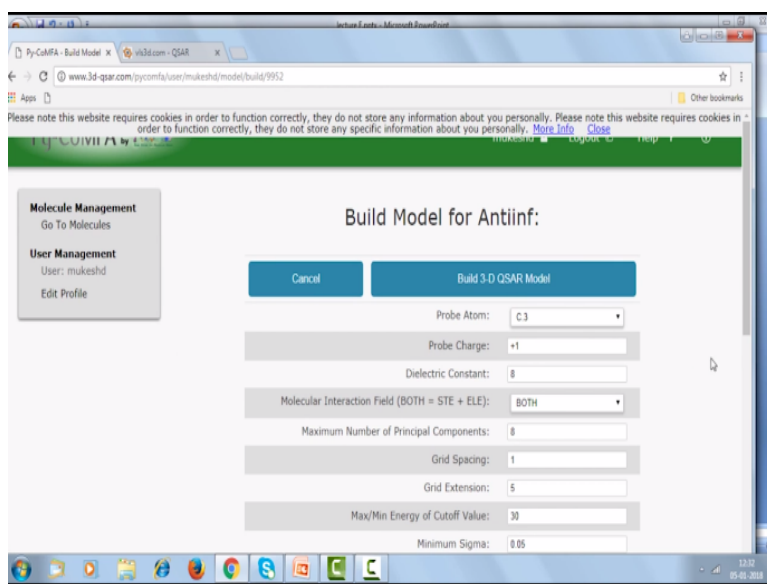 lecture 5.pptx - Microsoft PowerPoint
Py-CoMFA - Build Model
vls3d.com - QSAR
www.3d-qsar.com/pycomfa/user/mukeshd/model/build/9952
Apps
Other bookmarks
Please note this website requires cookies in order to function correctly, they do not store any information about you personally. Please note this website requires cookies in
order to function correctly, they do not store any specific information about you personally. More Info Close
mukeshd Logout Help
Molecule Management
Go To Molecules
User Management
User: mukeshd
Edit Profile
Build Model for Antiinf:
Cancel Build 3-D QSAR Model
Probe Atom: C.3
Probe Charge: +1
Dielectric Constant: 8
Molecular Interaction Field (BOTH = STE + ELE): BOTH
Maximum Number of Principal Components: 8
Grid Spacing: 1
Grid Extension: 5
Max/Min Energy of Cutoff Value: 30
Minimum Sigma: 0.05
12:32
05-01-2018